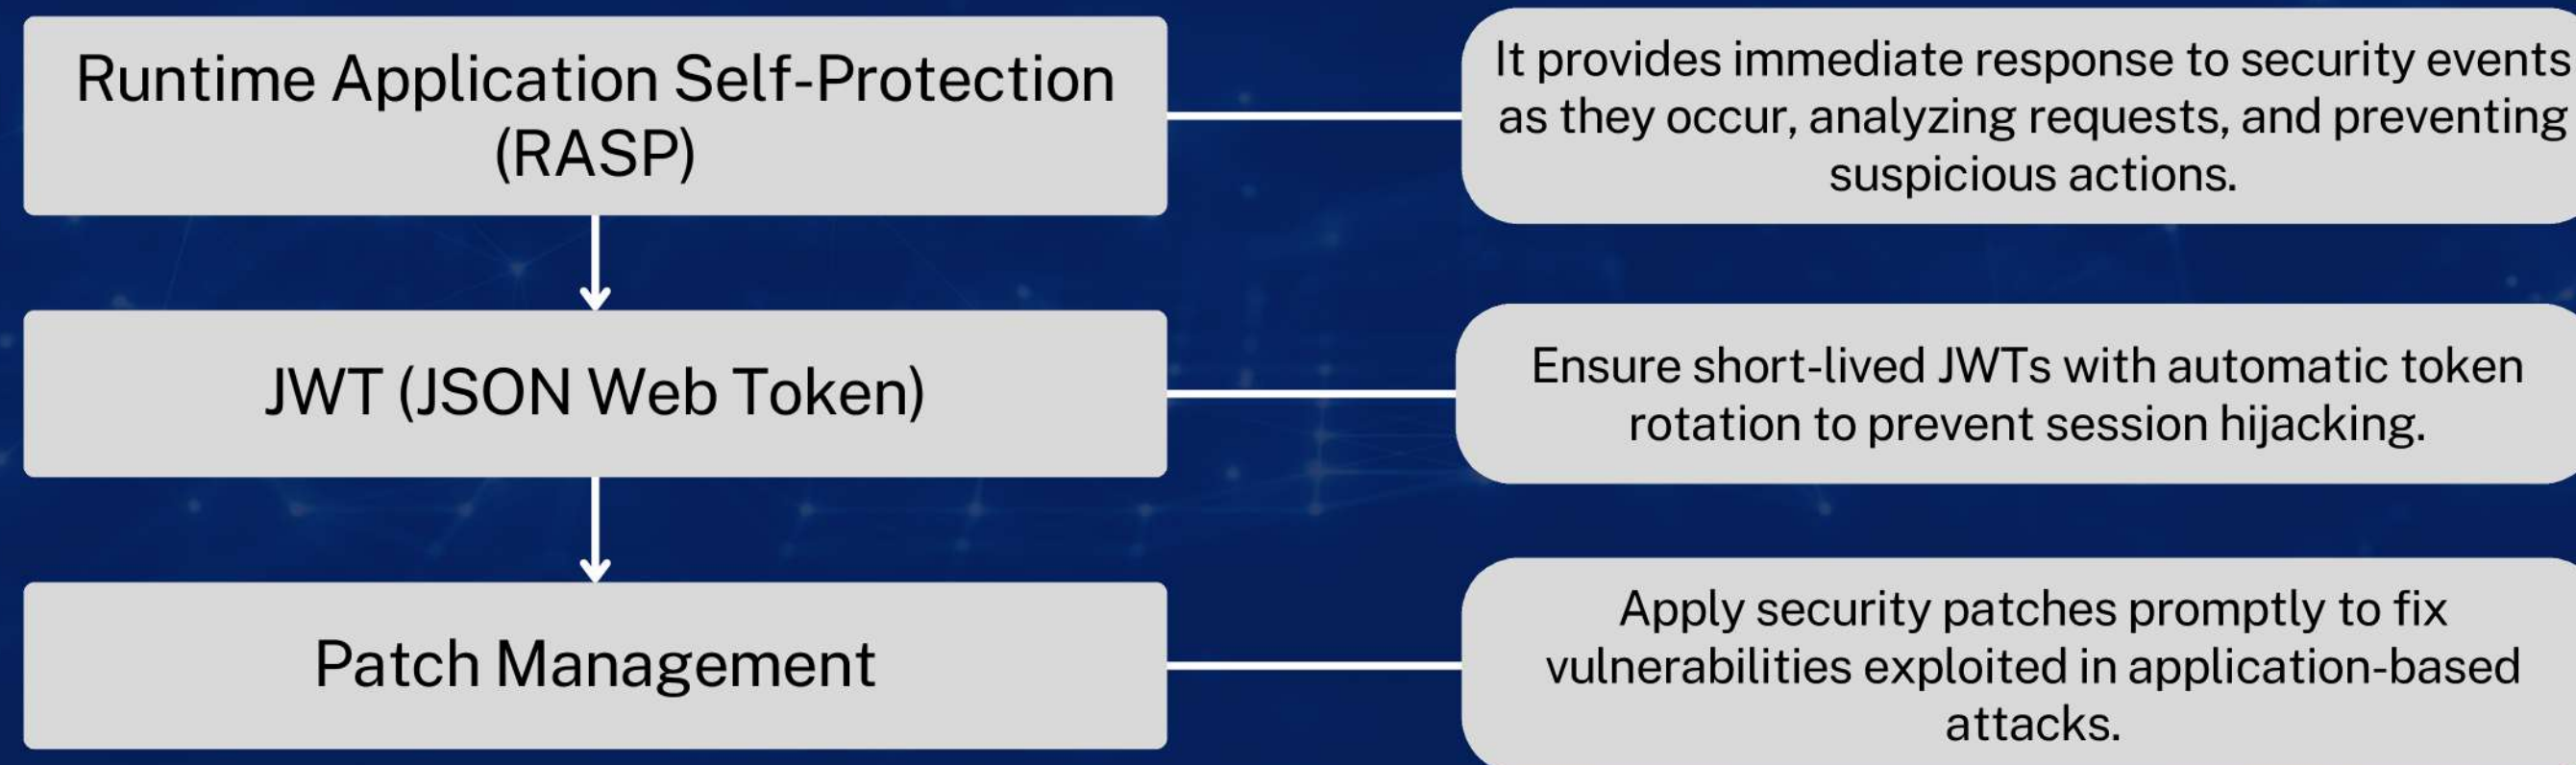 Runtime Application Self-Protection
(RASP)
It provides immediate response to security events
as they occur, analyzing requests, and preventing
suspicious actions.
JWT (JSON Web Token)
Ensure short-lived JWTs with automatic token
rotation to prevent session hijacking.
Patch Management
Apply security patches promptly to fix
vulnerabilities exploited in application-based
attacks.